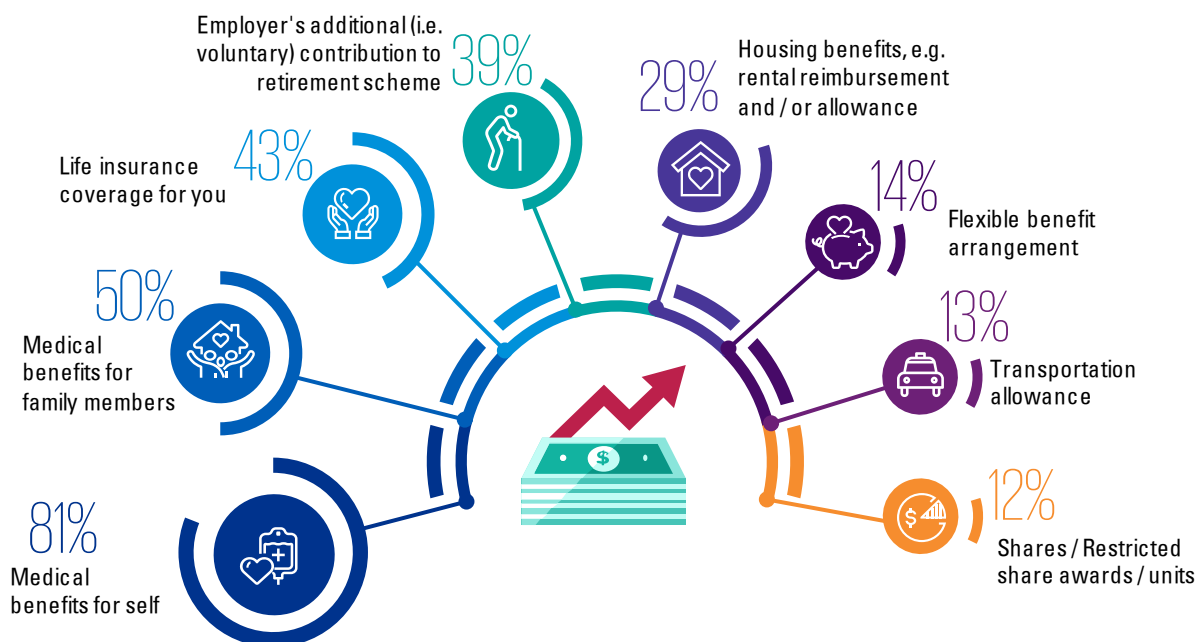 Employer's additional (i.e.
voluntary) contribution to
retirement scheme
39%
Housing benefits, e.g.
rental reimbursement
and / or allowance
29%
Life insurance
coverage for you
43%
14%
Flexible benefit
arrangement
50%
Medical
benefits for
family members
13%
Transportation
allowance
$
81%
Medical
benefits for self
$
12%
Shares / Restricted
share awards / units